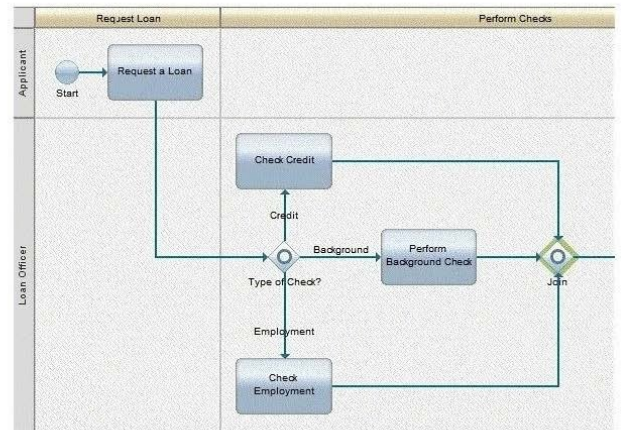 Request Loan
Perform Checks
Applicant
Start
Request a Loan
Loan Officer
Check Credit
Credit
Background
Perform
Background Check
Type of Check?
Join
Employment
Check
Employment